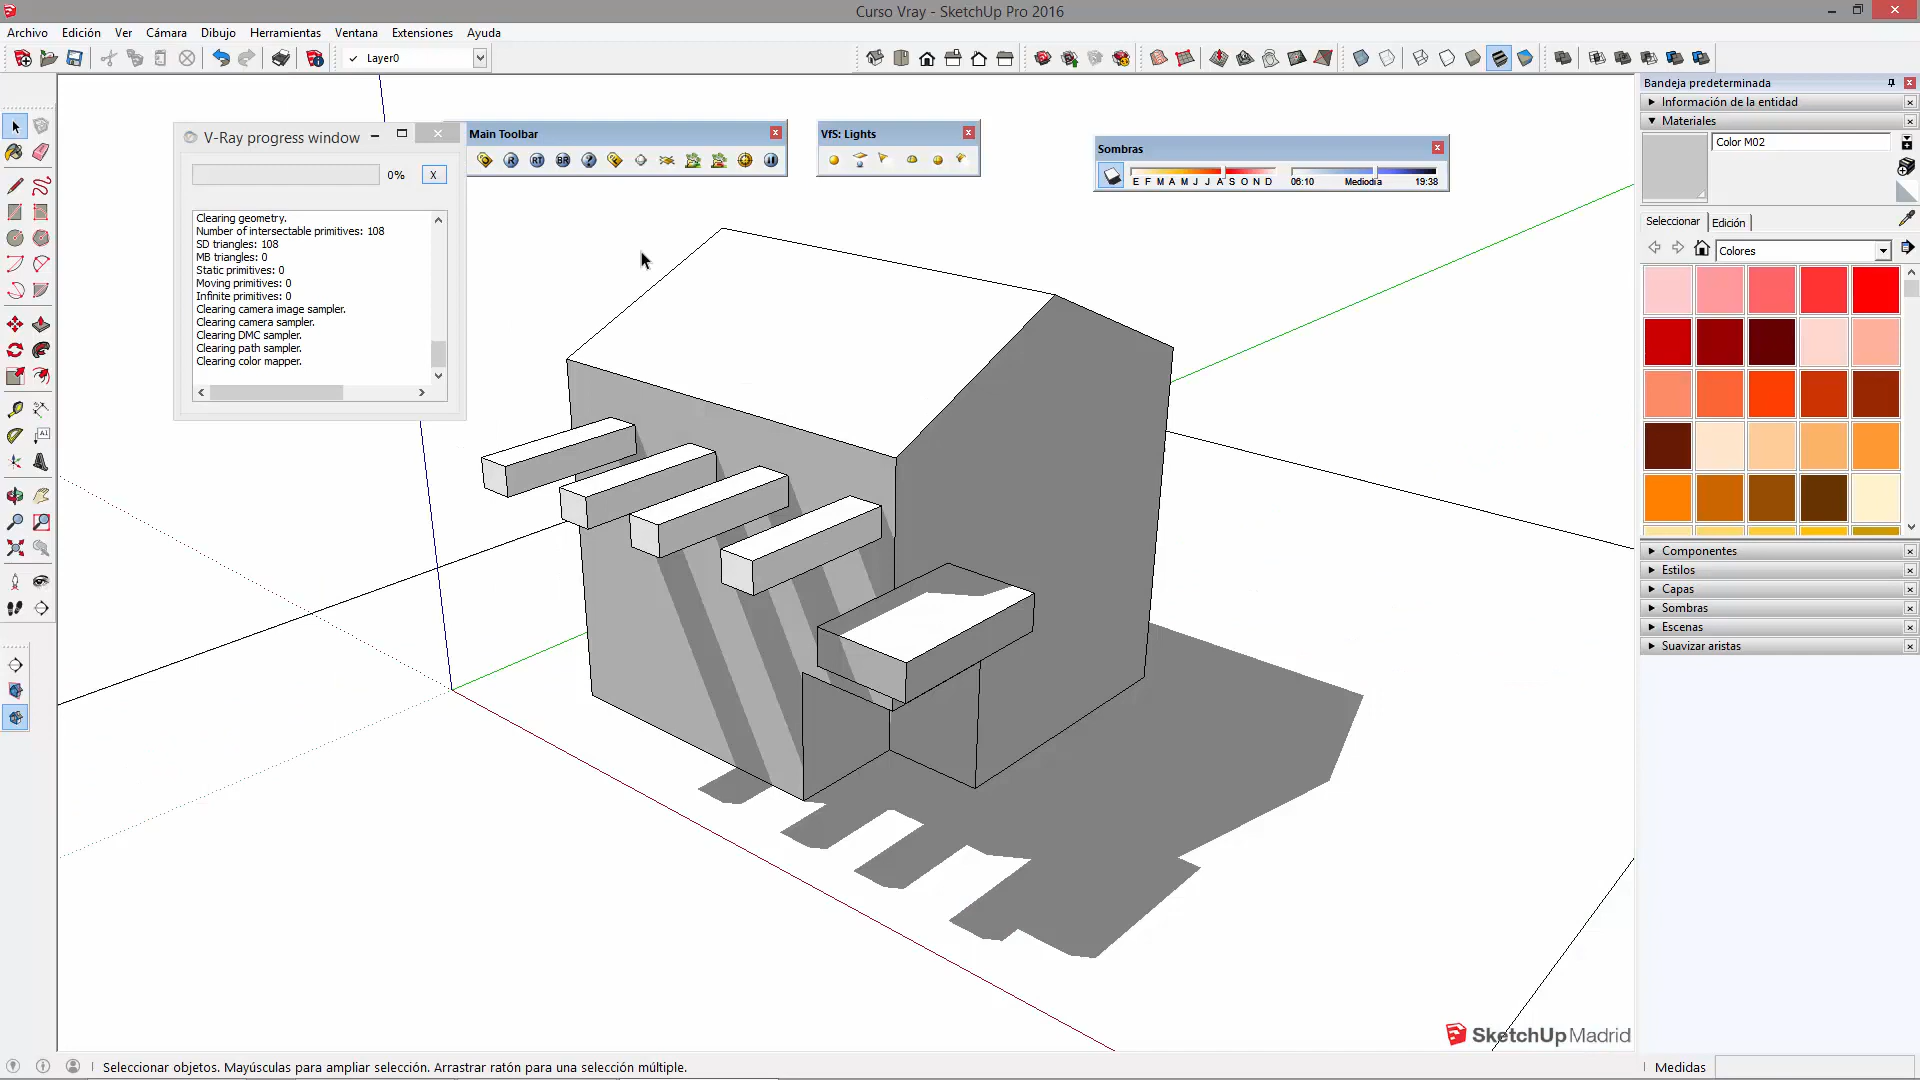 Curso Vray - SketchUp Pro 2016
Archivo Edición Ver Cámara Dibujo Herramientas Ventana Extensiones Ayuda
Layer0
Bandeja predeterminada
Información de la entidad
Materiales
Color M02
Seleccionar Edición
Colores
Componentes
Estilos
Capas
Sombras
Escenas
Suavizar aristas
V-Ray progress window
0% X
Clearing geometry.
Number of intersectable primitives: 108
SD triangles: 108
MB triangles: 0
Static primitives: 0
Moving primitives: 0
Infinite primitives: 0
Clearing camera image sampler.
Clearing camera sampler.
Clearing DMC sampler.
Clearing path sampler.
Clearing color mapper.
Main Toolbar
R RT BR
VfS: Lights
Sombras
E F M A M J J A S O N D 06:10 Mediodía 19:38
A1
SketchUp Madrid
Seleccionar objetos. Mayúsculas para ampliar selección. Arrastrar ratón para una selección múltiple.
Medidas